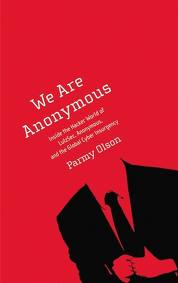 We Are
Anonymous
Inside the Hacker World of
LulzSec, Anonymous,
and the Global Cyber Insurgency
Parmy Olson